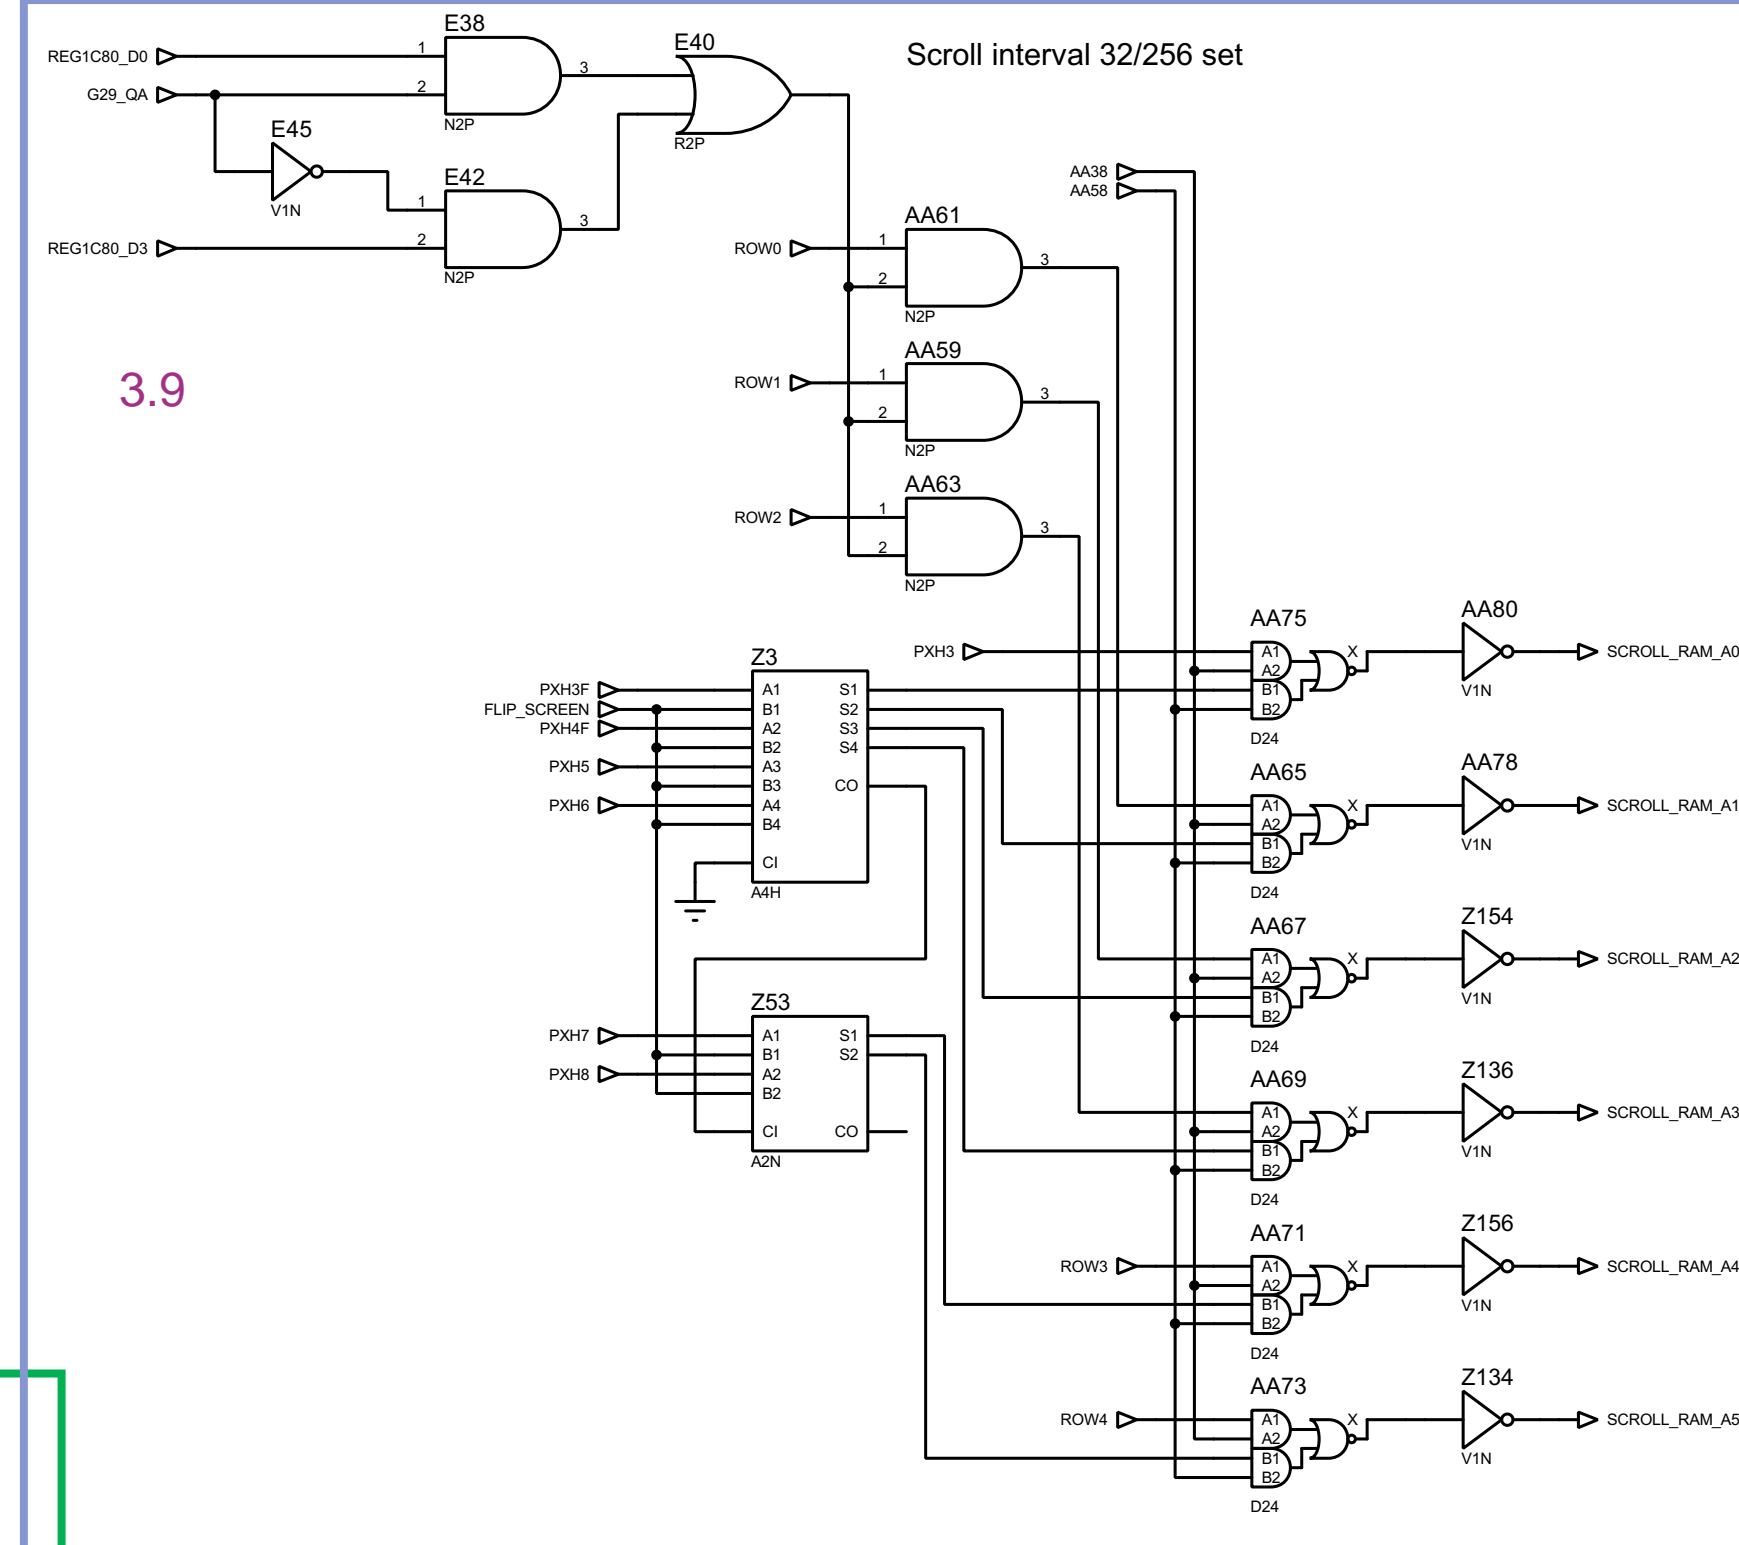 Scroll interval 32/256 set
E38
REG1C80_D0
1
3
G29_QA
2
N2P
E40
R2P
E45
V1N
E42
1
3
REG1C80_D3
2
N2P
AA38
AA58
3.9
AA61
ROW0
1
3
2
N2P
AA59
ROW1
1
3
2
N2P
AA63
ROW2
1
3
2
N2P
Z3
PXH3F
A1
S1
FLIP_SCREEN
B1
S2
PXH4F
A2
S3
B2
S4
PXH5
A3
B3
CO
PXH6
A4
B4
CI
A4H
Z53
PXH7
A1
S1
B1
S2
PXH8
A2
B2
CI
CO
A2N
AA75
PXH3
A1
A2
B1
B2
X
D24
AA80
V1N
SCROLL_RAM_A0
AA65
A1
A2
B1
B2
X
D24
AA78
V1N
SCROLL_RAM_A1
AA67
A1
A2
B1
B2
X
D24
Z154
V1N
SCROLL_RAM_A2
AA69
A1
A2
B1
B2
X
D24
Z136
V1N
SCROLL_RAM_A3
AA71
ROW3
A1
A2
B1
B2
X
D24
Z156
V1N
SCROLL_RAM_A4
AA73
ROW4
A1
A2
B1
B2
X
D24
Z134
V1N
SCROLL_RAM_A5